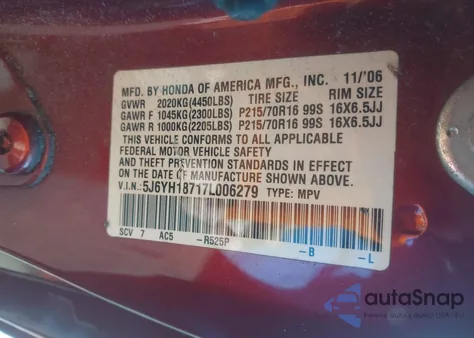 MFD. BY HONDA OF AMERICA MFG., INC. 11/'06
GVWR 2020KG(4450LBS) TIRE SIZE RIM SIZE
GAWR F 1045KG(2300LBS) P215/70R16 99S 16X6.5JJ
GAWR R 1000KG(2205LBS) P215/70R16 99S 16X6.5JJ
THIS VEHICLE CONFORMS TO ALL APPLICABLE
FEDERAL MOTOR VEHICLE SAFETY
AND THEFT PREVENTION STANDARDS IN EFFECT
ON THE DATE OF MANUFACTURE SHOWN ABOVE.
V.I.N.:5J6YH18717L006279 TYPE: MPV
SCV 7 AC5 -R525P -B -L
autaSnap